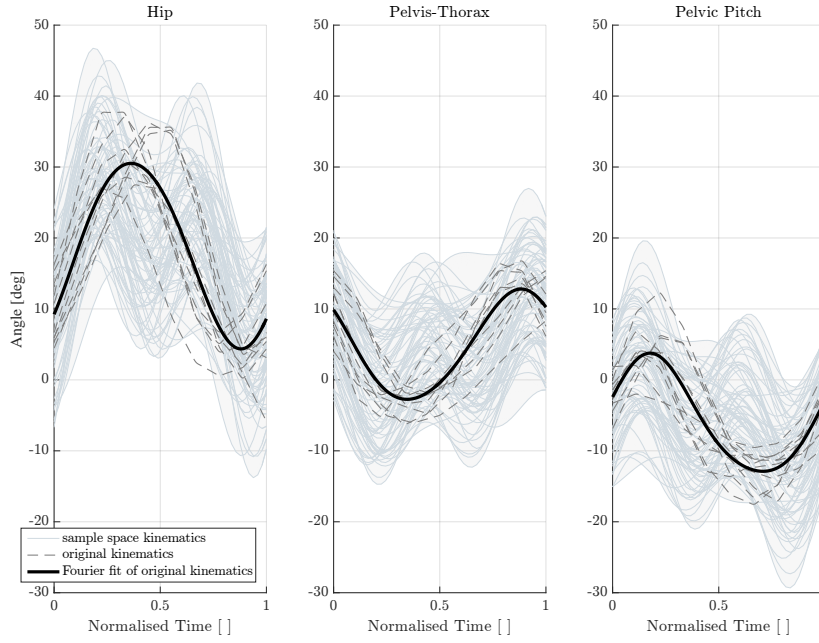 Hip
Pelvis-Thorax
Pelvic Pitch
50
50
50
40
40
40
30
30
30
20
20
20
10
10
10
0
0
0
-10
-10
-10
-20
-20
-20
-30
-30
-30
Angle [deg]
sample space kinematics
original kinematics
Fourier fit of original kinematics
0 0.5 1
0 0.5 1
0 0.5
Normalised Time [ ]
Normalised Time [ ]
Normalised Time [ ]